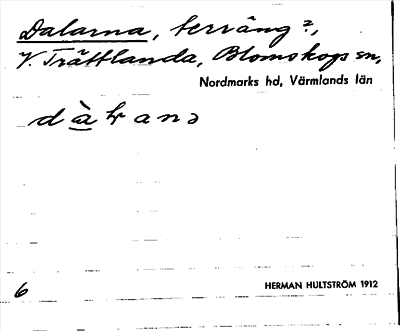 Dalarna, terräng?,
V. Trättlanda, Blomskogs sn,
Nordmarks hd, Värmlands län
6
HERMAN HULTSTRÖM 1912